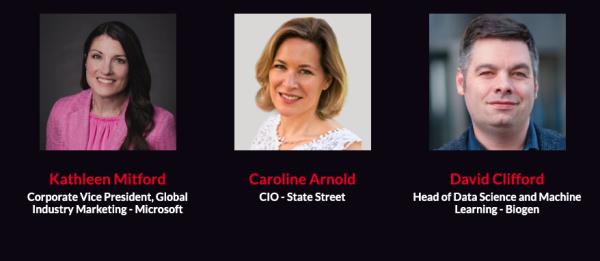 Kathleen Mitford
Corporate Vice President, Global
Industry Marketing - Microsoft
Caroline Arnold
CIO - State Street
David Clifford
Head of Data Science and Machine
Learning - Biogen